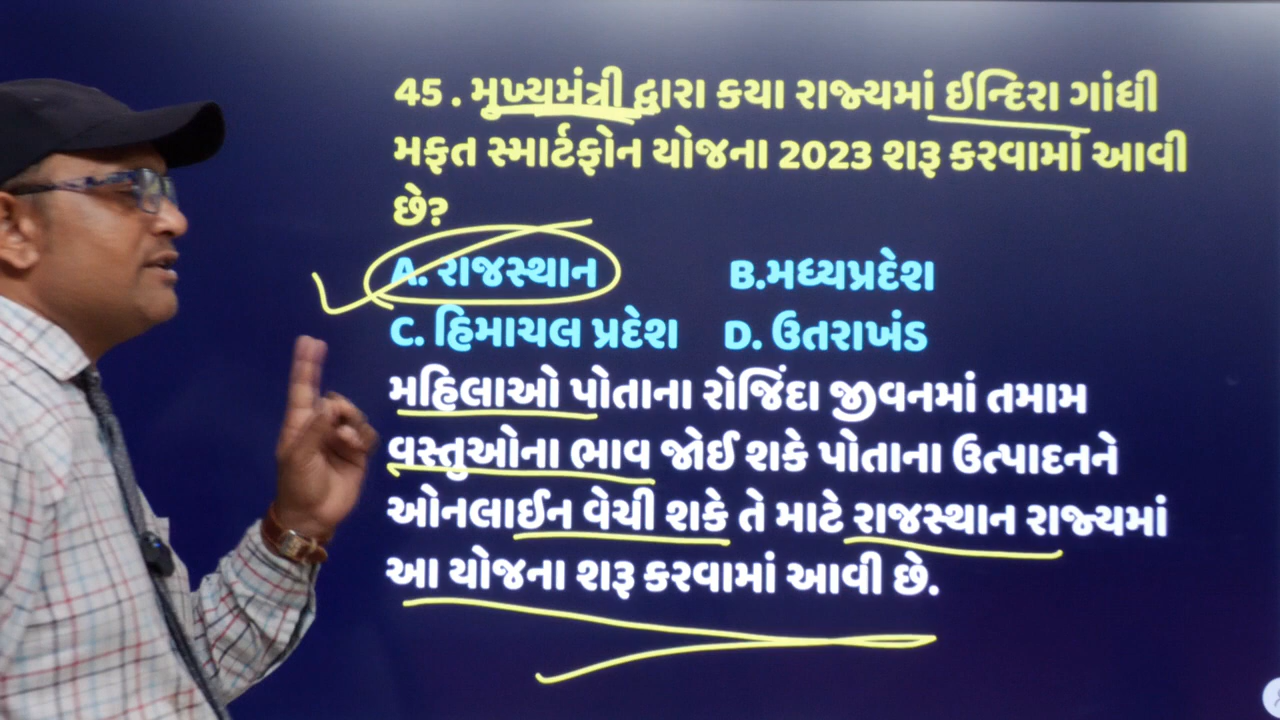 45 . મુખ્યમંત્રી દ્વારા કયા રાજ્યમાં ઇન્દિરા ગાંધી
મફત સ્માર્ટફોન યોજના 2023 શરૂ કરવામાં આવી
છે?
A. રાજસ્થાન B.મધ્યપ્રદેશ
C. હિમાચલ પ્રદેશ D. ઉતરાખંડ
મહિલાઓ પોતાના રોજિંદા જીવનમાં તમામ
વસ્તુઓના ભાવ જોઈ શકે પોતાના ઉત્પાદનને
ઓનલાઈન વેચી શકે તે માટે રાજસ્થાન રાજ્યમાં
આ યોજના શરૂ કરવામાં આવી છે.